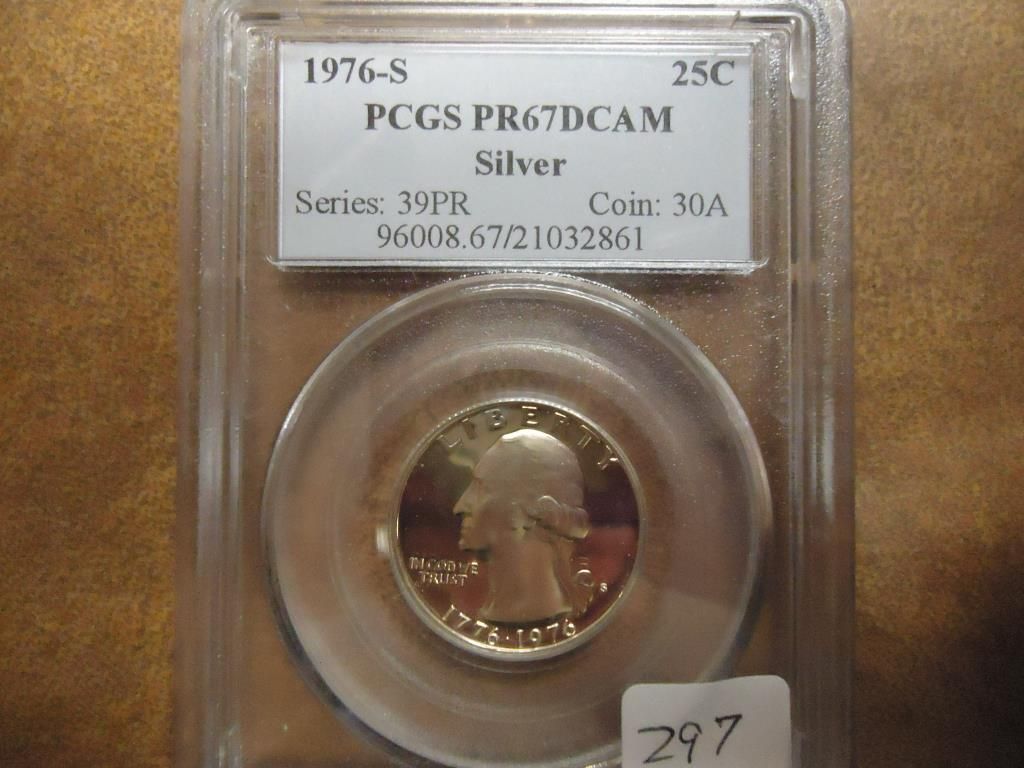 1976-S 25C
PCGS PR67DCAM
Silver
Series: 39PR Coin: 30A
96008.67/21032861
LIBERTY
IN GOD WE
TRUST
S
1776·1976
297